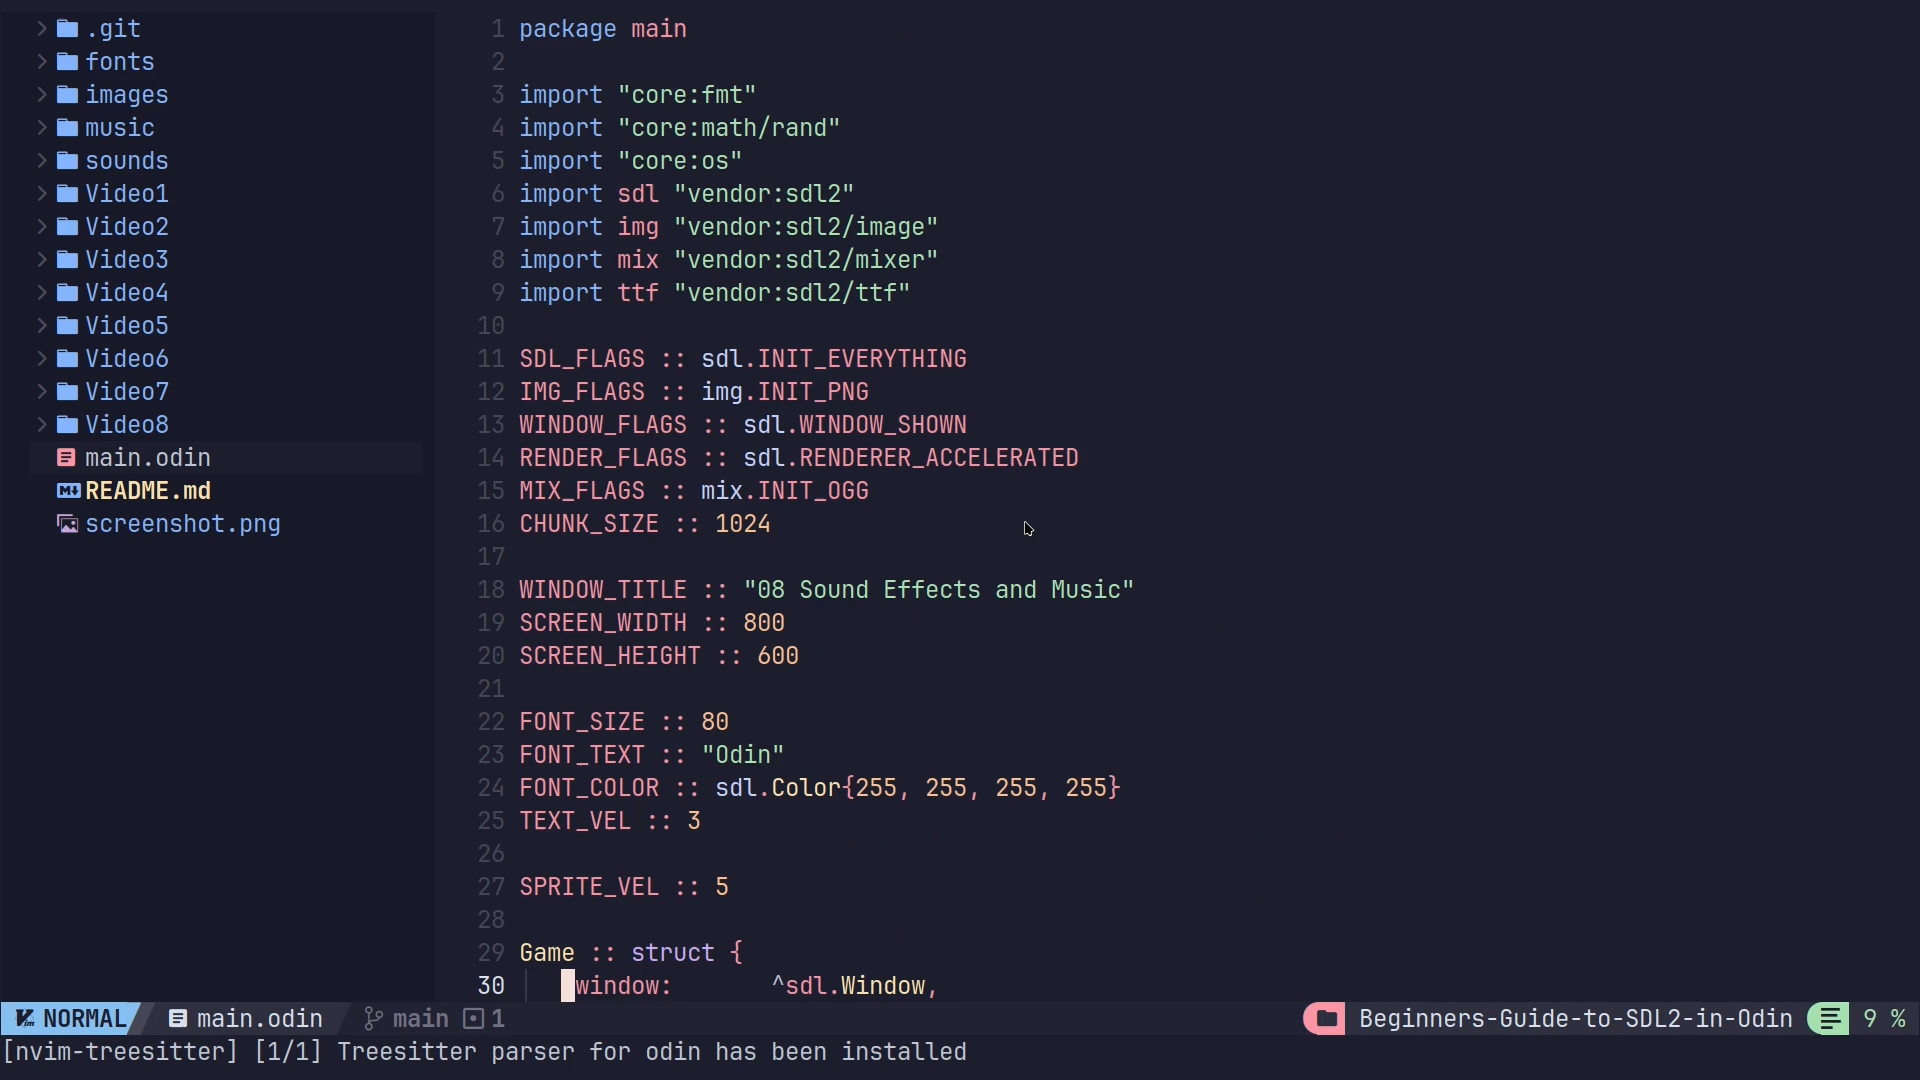 .git
fonts
images
music
sounds
Video1
Video2
Video3
Video4
Video5
Video6
Video7
Video8
main.odin
README.md
screenshot.png
1 package main
2
3 import "core:fmt"
4 import "core:math/rand"
5 import "core:os"
6 import sdl "vendor:sdl2"
7 import img "vendor:sdl2/image"
8 import mix "vendor:sdl2/mixer"
9 import ttf "vendor:sdl2/ttf"
10
11 SDL_FLAGS :: sdl.INIT_EVERYTHING
12 IMG_FLAGS :: img.INIT_PNG
13 WINDOW_FLAGS :: sdl.WINDOW_SHOWN
14 RENDER_FLAGS :: sdl.RENDERER_ACCELERATED
15 MIX_FLAGS :: mix.INIT_OGG
16 CHUNK_SIZE :: 1024
17
18 WINDOW_TITLE :: "08 Sound Effects and Music"
19 SCREEN_WIDTH :: 800
20 SCREEN_HEIGHT :: 600
21
22 FONT_SIZE :: 80
23 FONT_TEXT :: "Odin"
24 FONT_COLOR :: sdl.Color{255, 255, 255, 255}
25 TEXT_VEL :: 3
26
27 SPRITE_VEL :: 5
28
29 Game :: struct {
30 window: ^sdl.Window,
NORMAL main.odin main 1 Beginners-Guide-to-SDL2-in-Odin 9 %
[nvim-treesitter] [1/1] Treesitter parser for odin has been installed